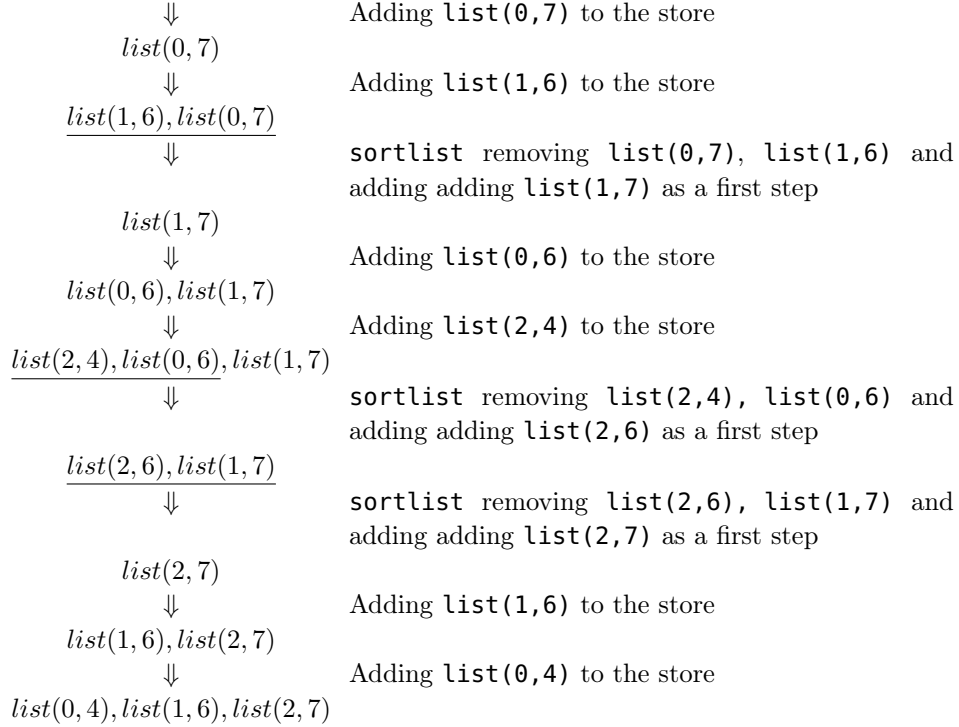 ⇓ Adding list(0,7) to the store
list(0, 7)
⇓ Adding list(1,6) to the store
list(1, 6), list(0, 7)
⇓ sortlist removing list(0,7), list(1,6) and
adding adding list(1,7) as a first step
list(1, 7)
⇓ Adding list(0,6) to the store
list(0, 6), list(1, 7)
⇓ Adding list(2,4) to the store
list(2, 4), list(0, 6), list(1, 7)
⇓ sortlist removing list(2,4), list(0,6) and
adding adding list(2,6) as a first step
list(2, 6), list(1, 7)
⇓ sortlist removing list(2,6), list(1,7) and
adding adding list(2,7) as a first step
list(2, 7)
⇓ Adding list(1,6) to the store
list(1, 6), list(2, 7)
⇓ Adding list(0,4) to the store
list(0, 4), list(1, 6), list(2, 7)